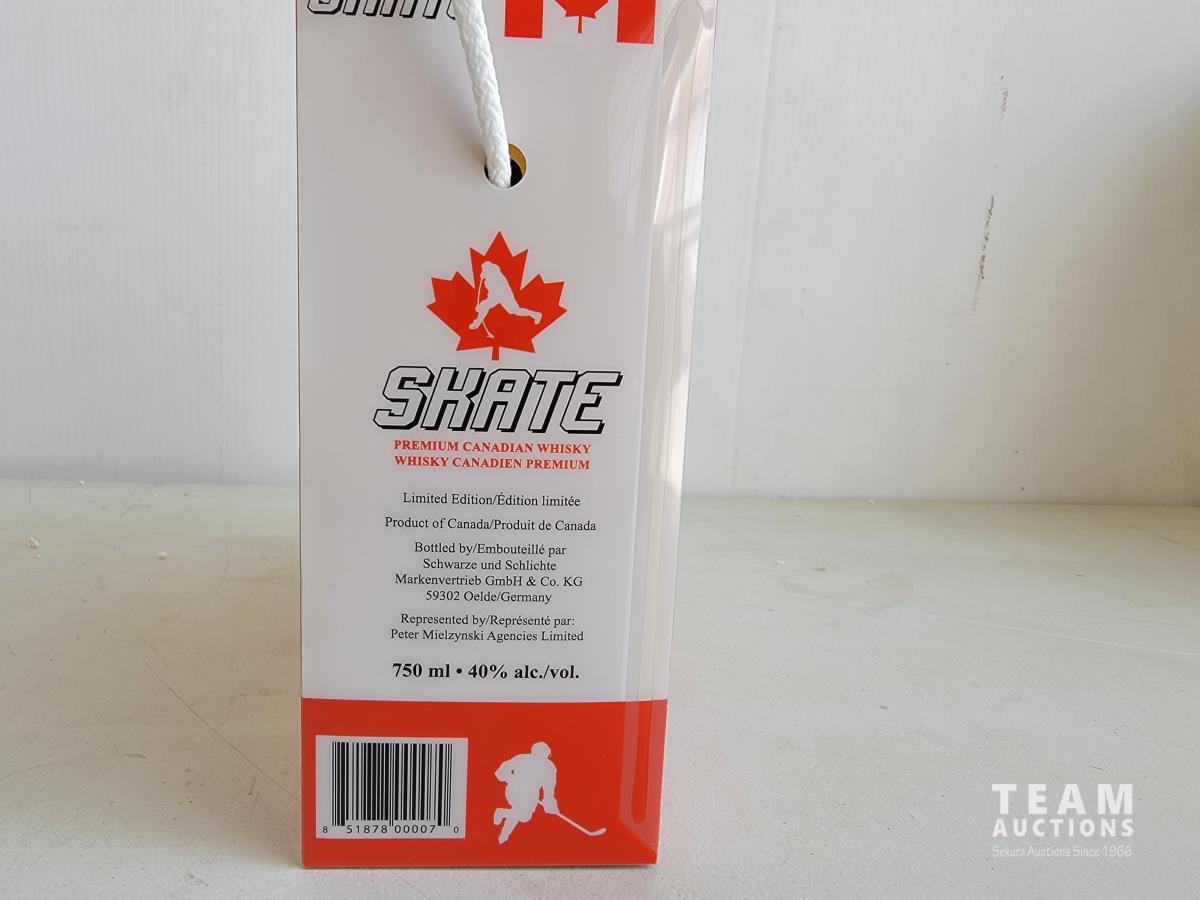 SKATE
SKATE
PREMIUM CANADIAN WHISKY
WHISKY CANADIEN PREMIUM
Limited Edition/Édition limitée
Product of Canada/Produit de Canada
Bottled by/Embouteillé par
Schwarze und Schlichte
Markenvertrieb GmbH & Co. KG
59302 Oelde/Germany
Represented by/Représenté par:
Peter Mielzynski Agencies Limited
750 ml • 40% alc./vol.
8 51878 00007 0
TEAM
AUCTIONS
Sekura Auctions Since 1966